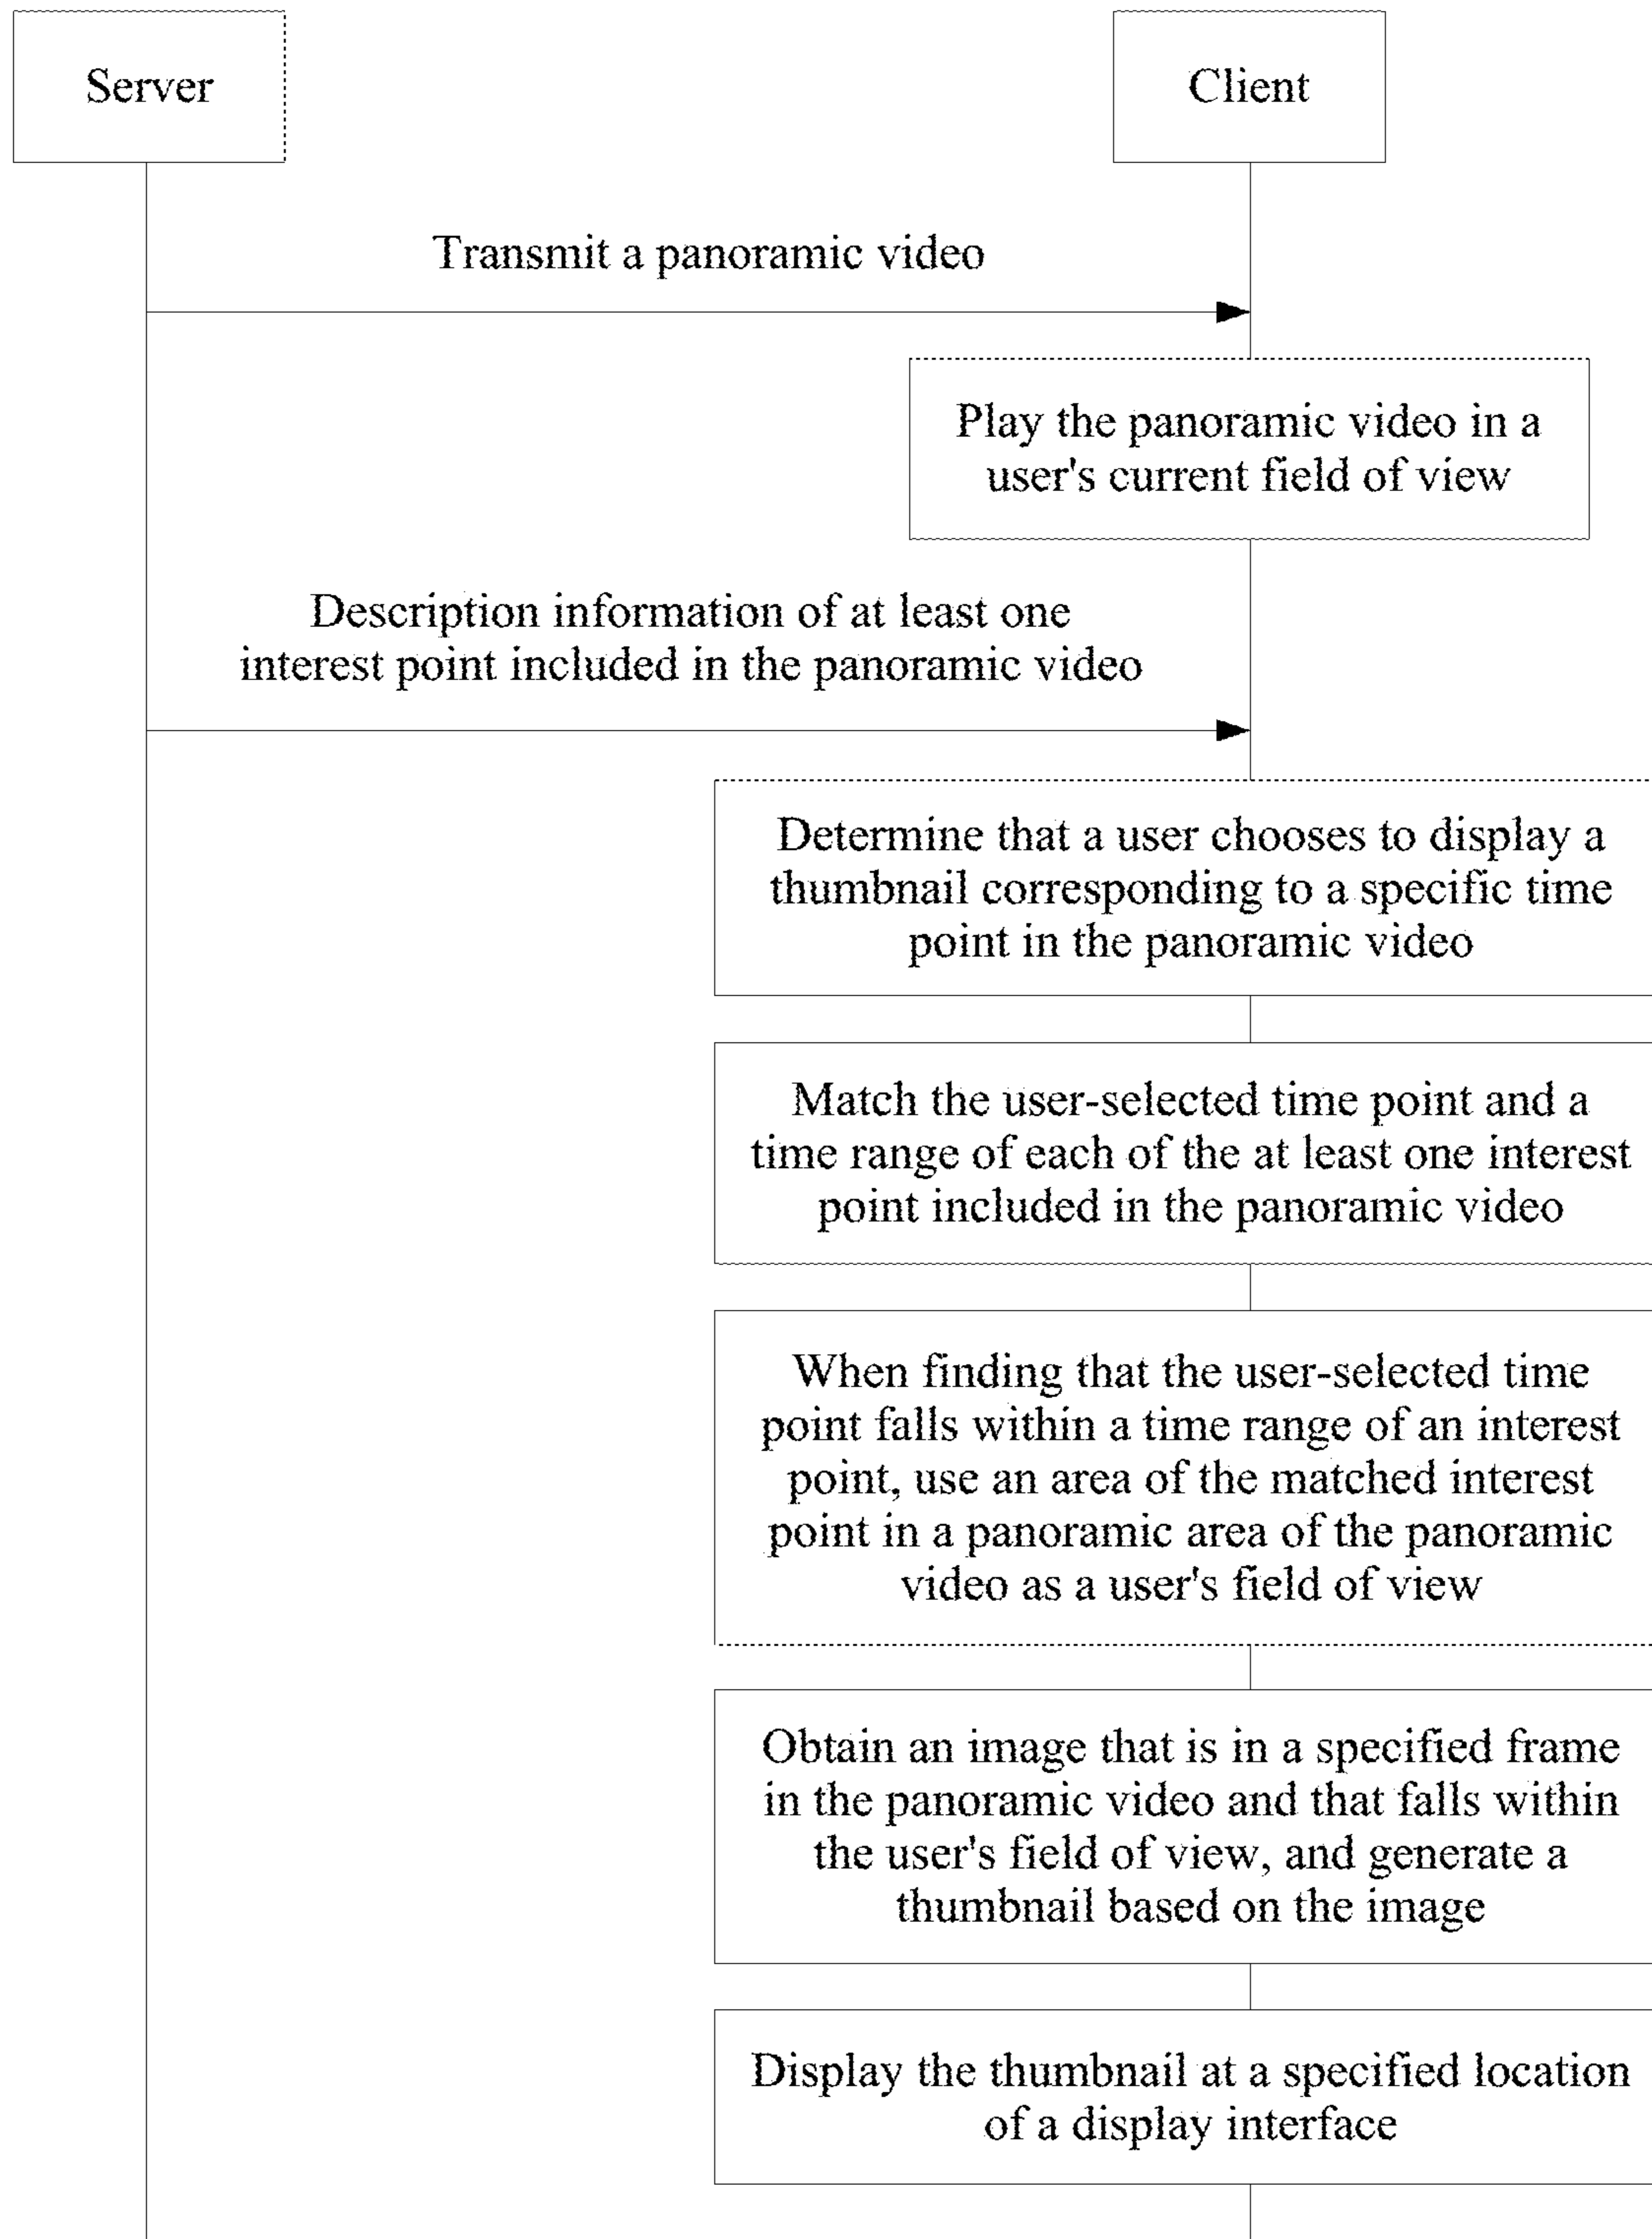 Server
Client
Transmit a panoramic video
Play the panoramic video in a
user's current field of view
Description information of at least one
interest point included in the panoramic video
Determine that a user chooses to display a
thumbnail corresponding to a specific time
point in the panoramic video
Match the user-selected time point and a
time range of each of the at least one interest
point included in the panoramic video
When finding that the user-selected time
point falls within a time range of an interest
point, use an area of the matched interest
point in a panoramic area of the panoramic
video as a user's field of view
Obtain an image that is in a specified frame
in the panoramic video and that falls within
the user's field of view, and generate a
thumbnail based on the image
Display the thumbnail at a specified location
of a display interface